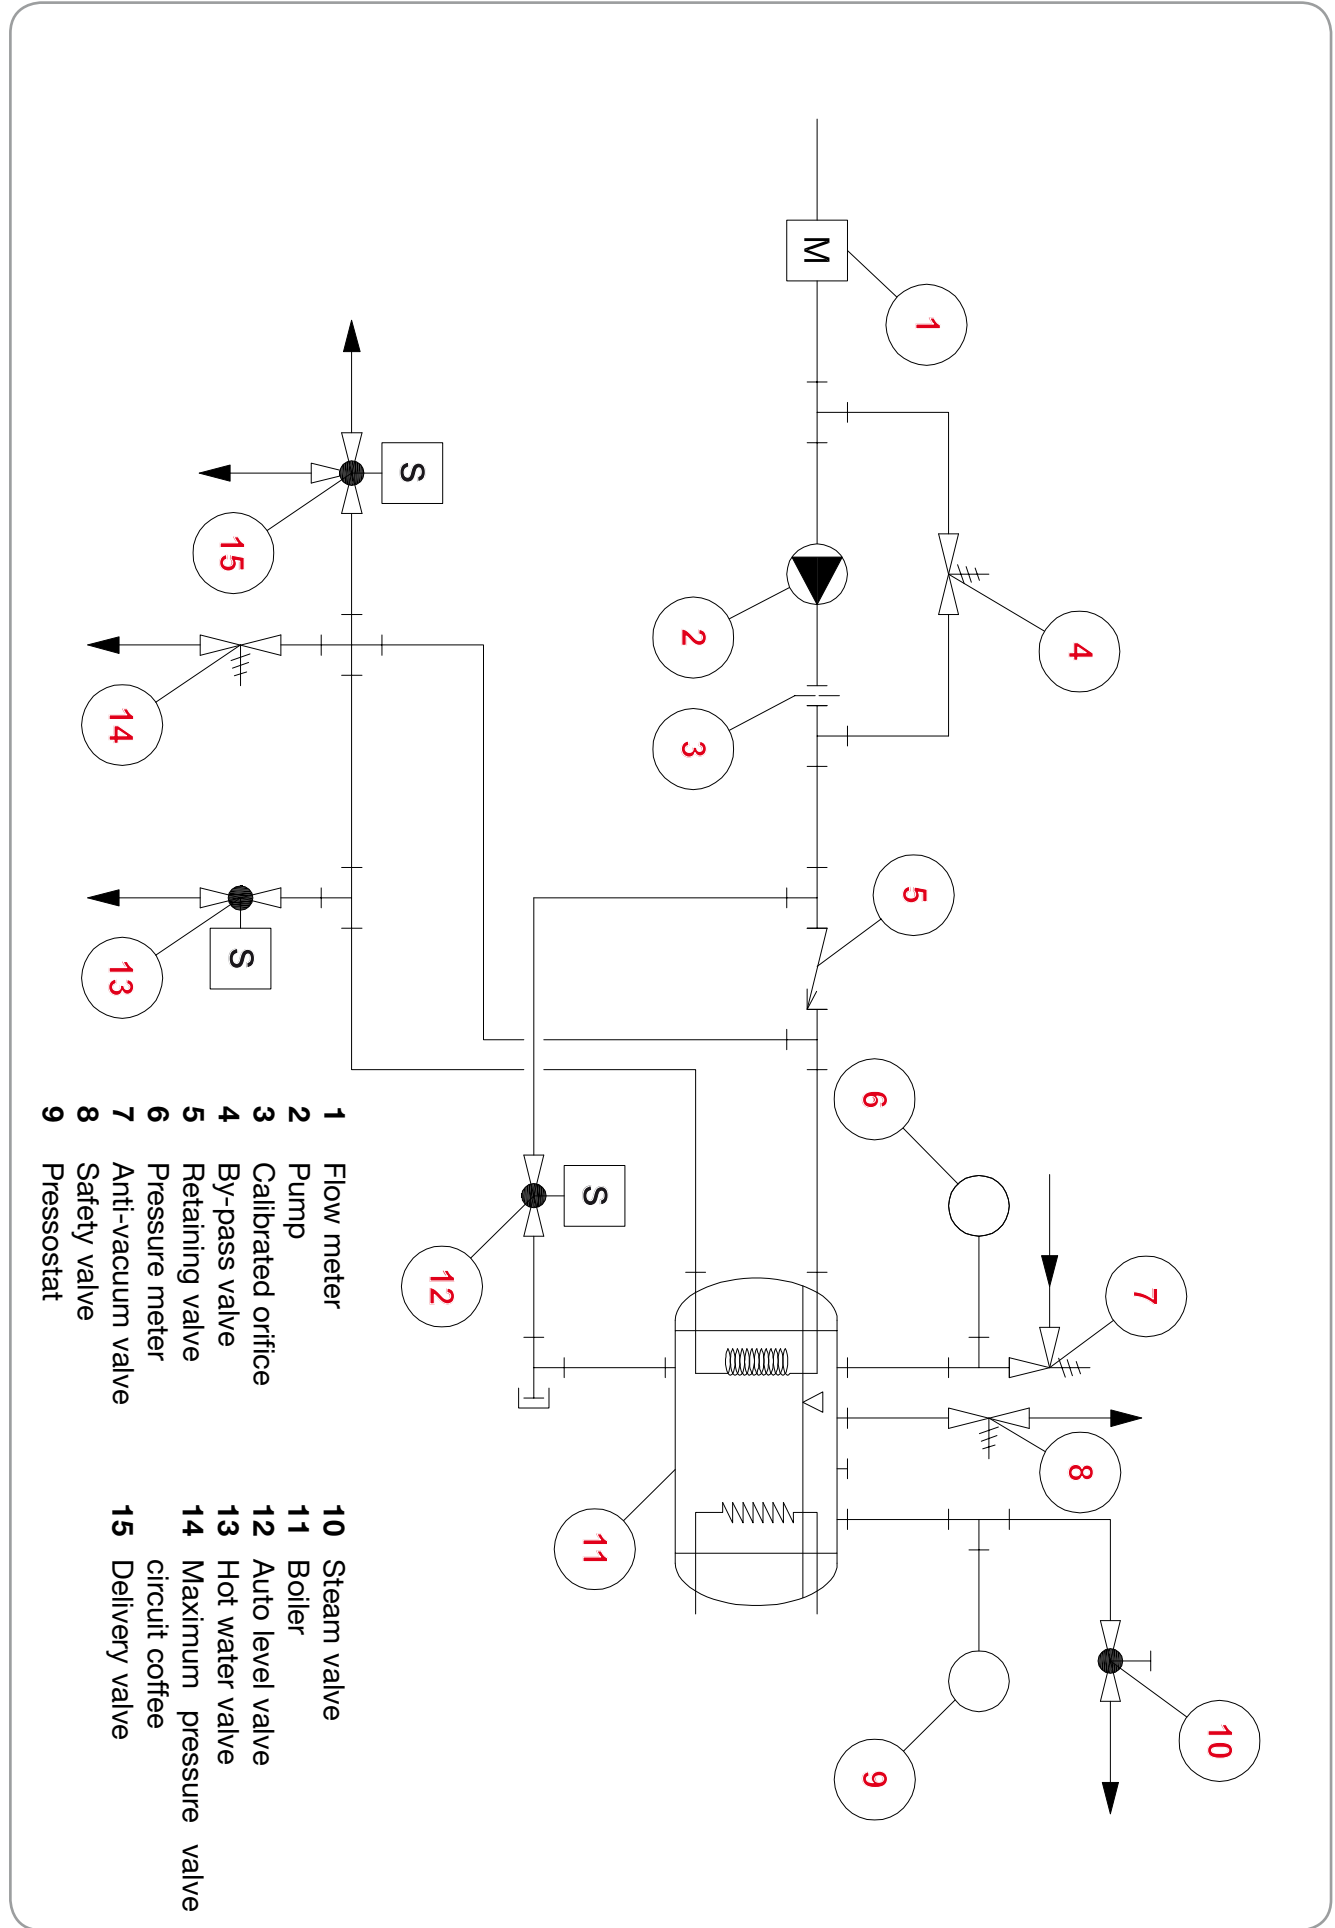 M
1
4
2
3
5
S
15
14
S
13
6
7
S
12
8
11
10
9
1 Flow meter
2 Pump
3 Calibrated orifice
4 By-pass valve
5 Retaining valve
6 Pressure meter
7 Anti-vacuum valve
8 Safety valve
9 Pressostat
10 Steam valve
11 Boiler
12 Auto level valve
13 Hot water valve
14 Maximum pressure valve
circuit coffee
15 Delivery valve